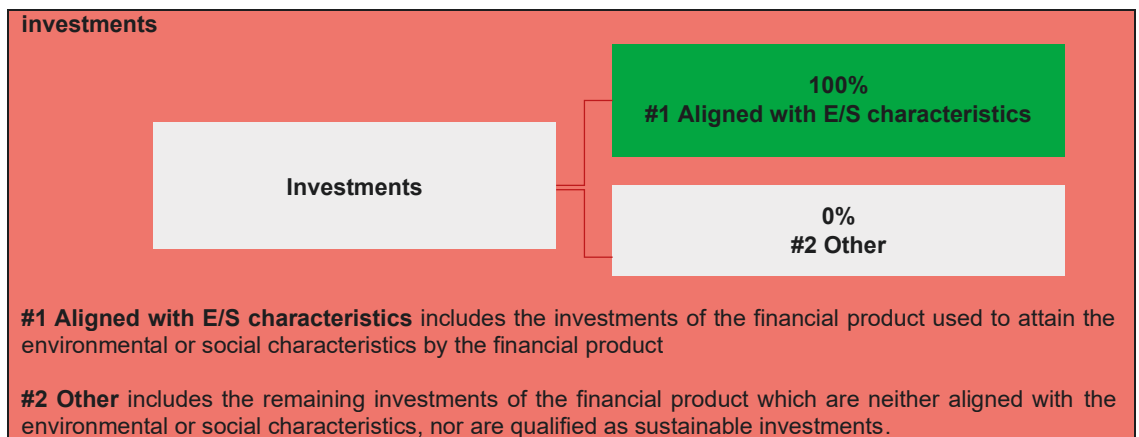 investments
100%
#1 Aligned with E/S characteristics
Investments
0%
#2 Other
#1 Aligned with E/S characteristics includes the investments of the financial product used to attain the
environmental or social characteristics by the financial product
#2 Other includes the remaining investments of the financial product which are neither aligned with the
environmental or social characteristics, nor are qualified as sustainable investments.